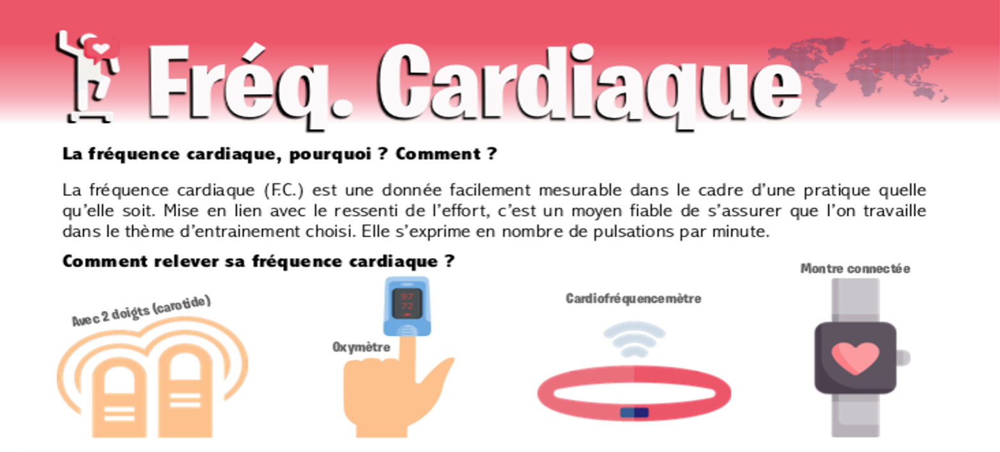 Fréq. Cardiaque
La fréquence cardiaque, pourquoi ? Comment ?
La fréquence cardiaque (F.C.) est une donnée facilement mesurable dans le cadre d'une pratique quelle
qu'elle soit. Mise en lien avec le ressenti de l'effort, c'est un moyen fiable de s'assurer que l'on travaille
dans le thème d'entrainement choisi. Elle s'exprime en nombre de pulsations par minute.
Comment relever sa fréquence cardiaque ?
Avec 2 doigts (carotide)
97
72
Oxymètre
Cardiofréquencemètre
Montre connectée